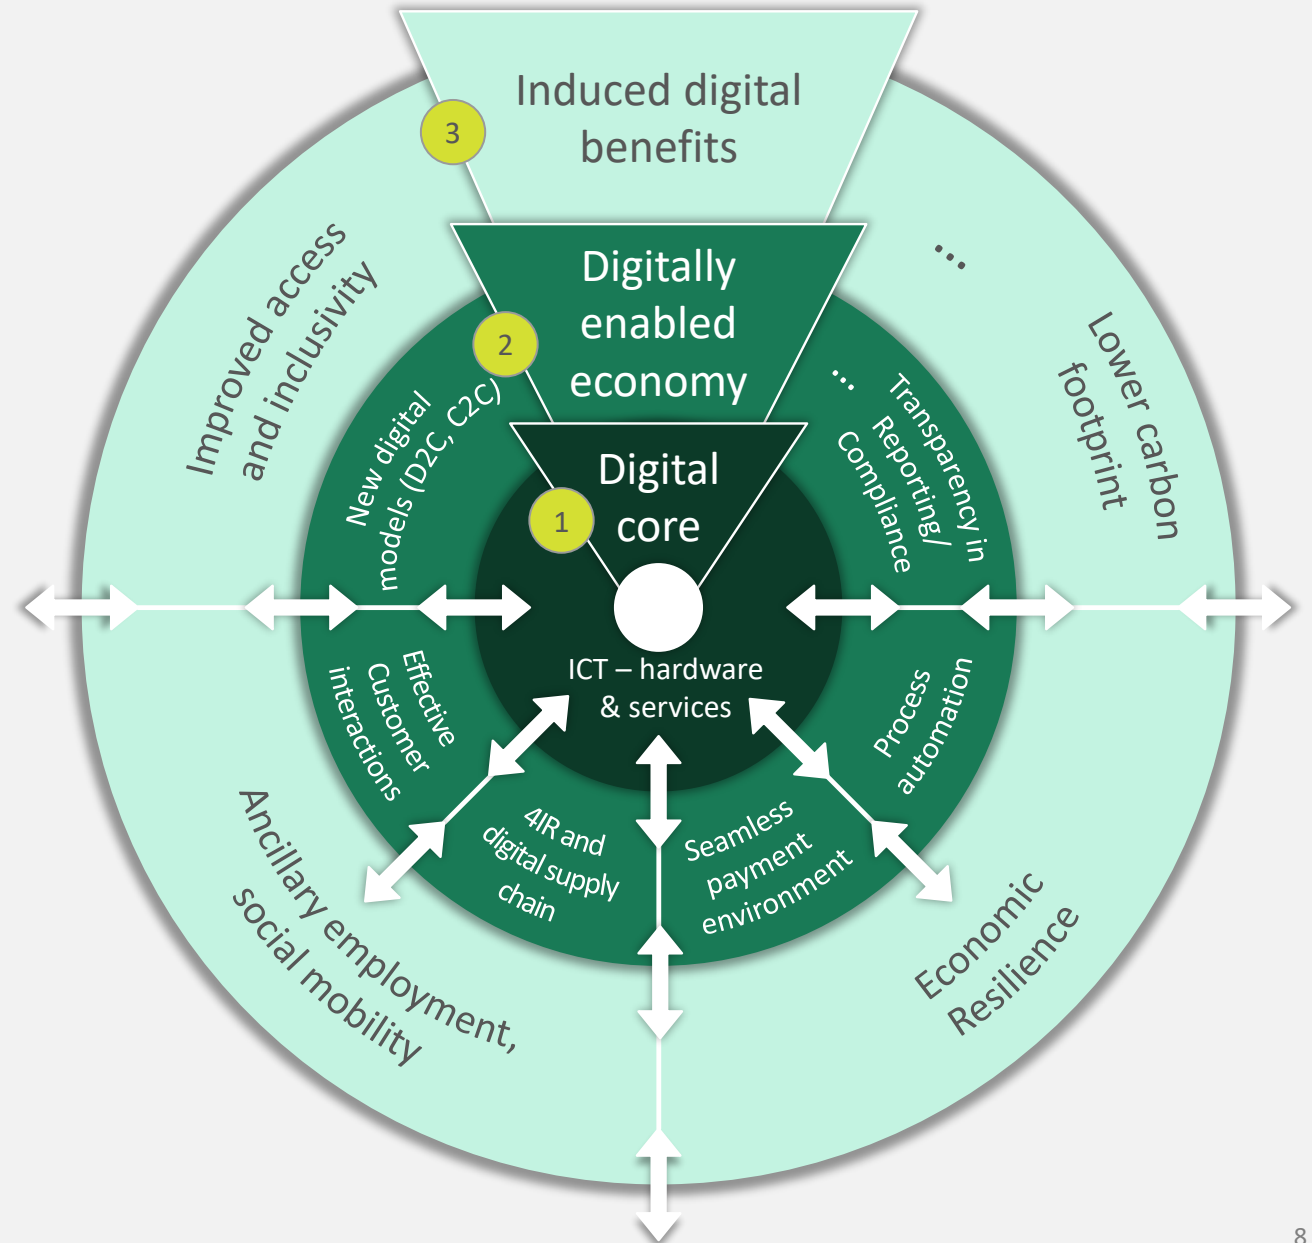 Induced digital
benefits
3
Digitally
enabled
economy
2
Digital
core
1
ICT – hardware
& services
Improved access
and inclusivity
...
Lower carbon
footprint
New digital
models (D2C, C2C)
...
Transparency in
Reporting/
Compliance
Effective
Customer
interactions
Process
automation
4IR and
digital supply
chain
Seamless
payment
environment
Ancillary employment,
social mobility
Economic
Resilience
8